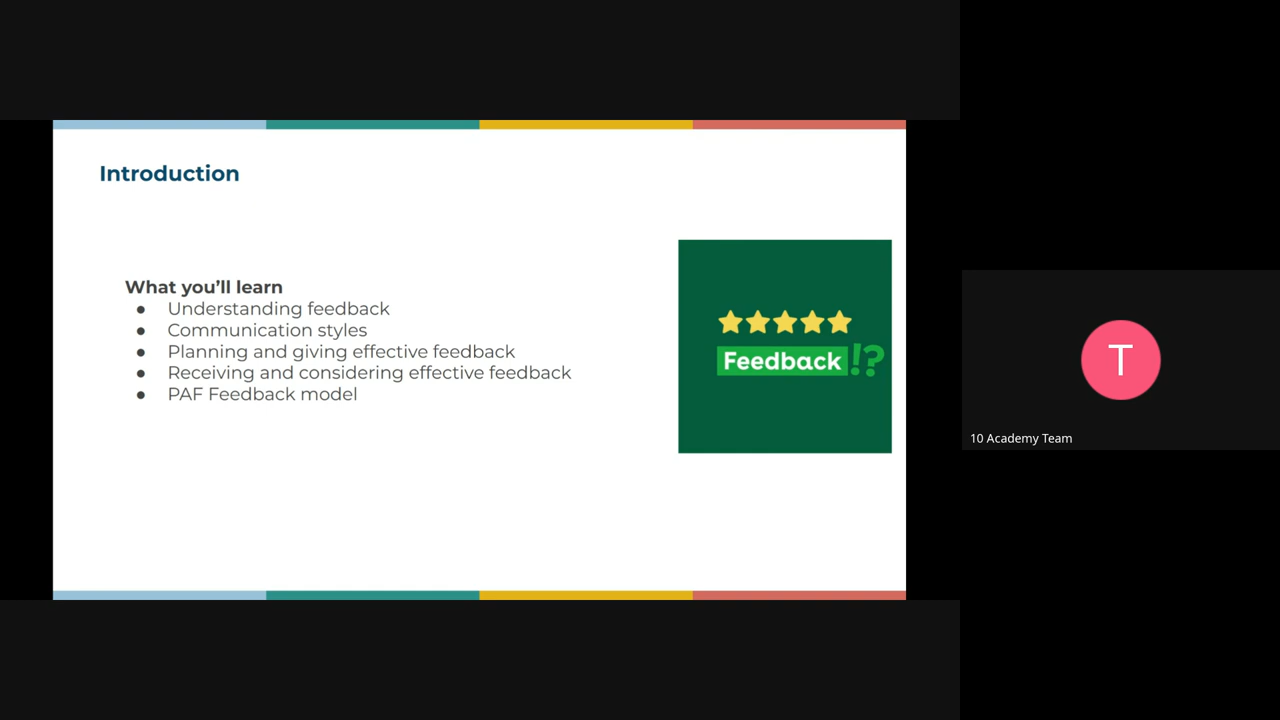 Introduction
What you’ll learn
● Understanding feedback
● Communication styles
● Planning and giving effective feedback
● Receiving and considering effective feedback
● PAF Feedback model
Feedback!?
T
10 Academy Team